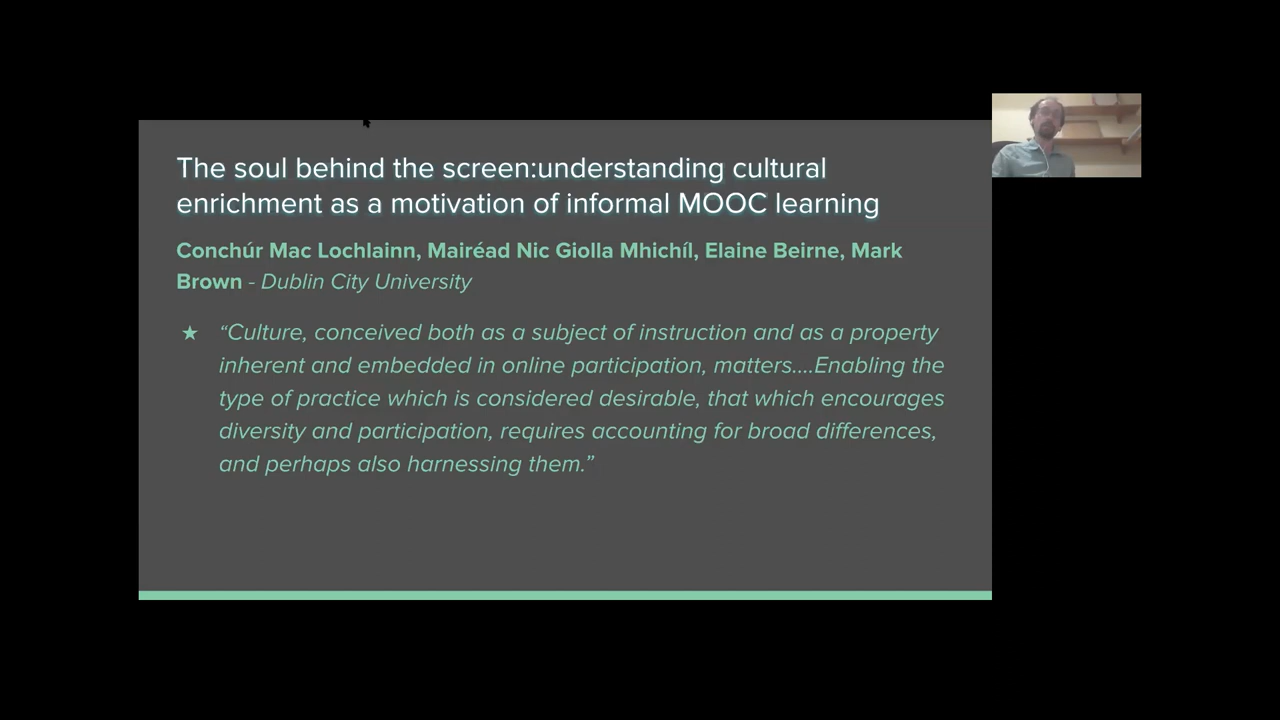 The soul behind the screen:understanding cultural
enrichment as a motivation of informal MOOC learning
Conchúr Mac Lochlainn, Mairéad Nic Giolla Mhichíl, Elaine Beirne, Mark
Brown - Dublin City University
★ “Culture, conceived both as a subject of instruction and as a property
inherent and embedded in online participation, matters....Enabling the
type of practice which is considered desirable, that which encourages
diversity and participation, requires accounting for broad differences,
and perhaps also harnessing them.”